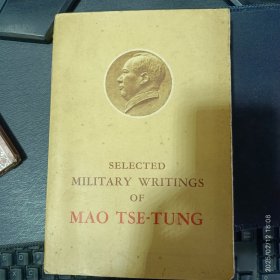 SELECTED
MILITARY WRITINGS
OF
MAO TSE-TUNG